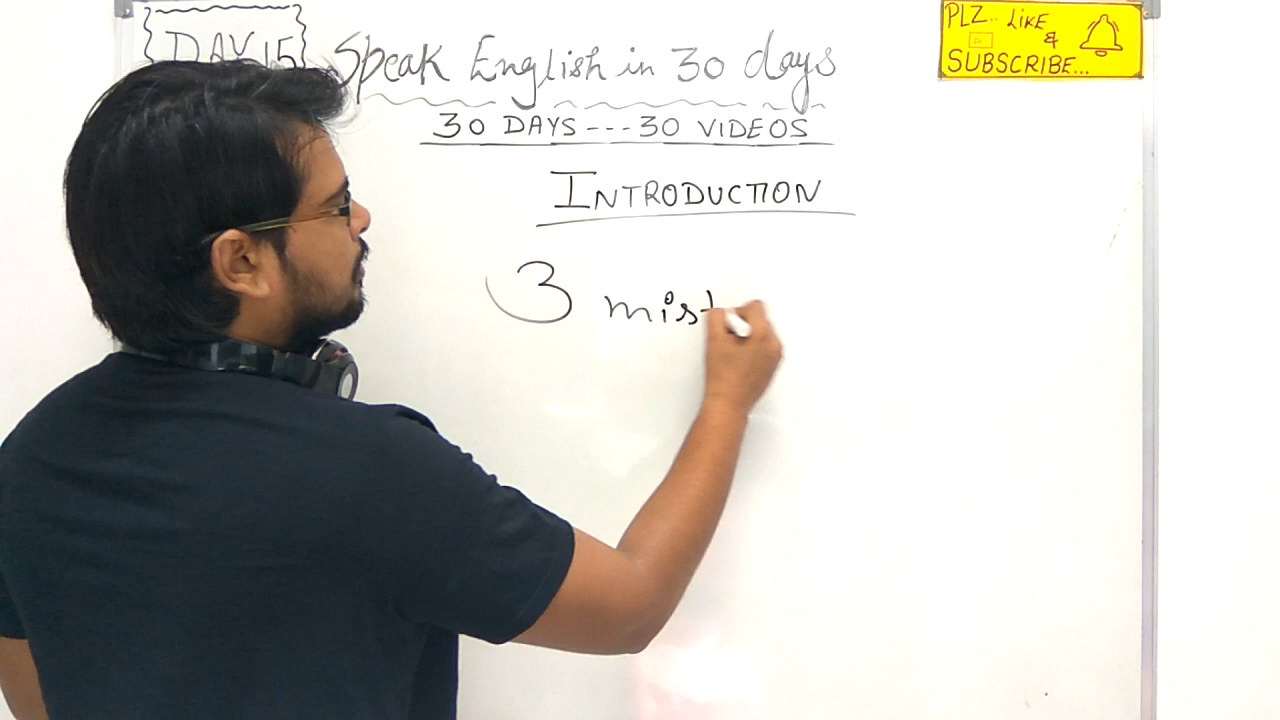 DAY 15
Speak English in 30 days
30 DAYS---30 VIDEOS
INTRODUCTION
3 mist
PLZ.. LIKE
&
SUBSCRIBE...